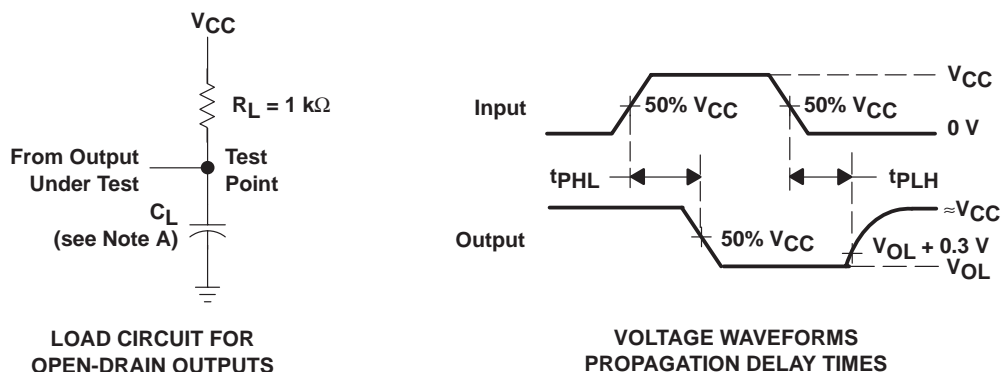 VCC
RL = 1 kΩ
From Output
Under Test
Test
Point
CL
(see Note A)
LOAD CIRCUIT FOR
OPEN-DRAIN OUTPUTS
Input
50% VCC
50% VCC
VCC
0 V
tPHL
tPLH
Output
50% VCC
≈VCC
VOL + 0.3 V
VOL
VOLTAGE WAVEFORMS
PROPAGATION DELAY TIMES